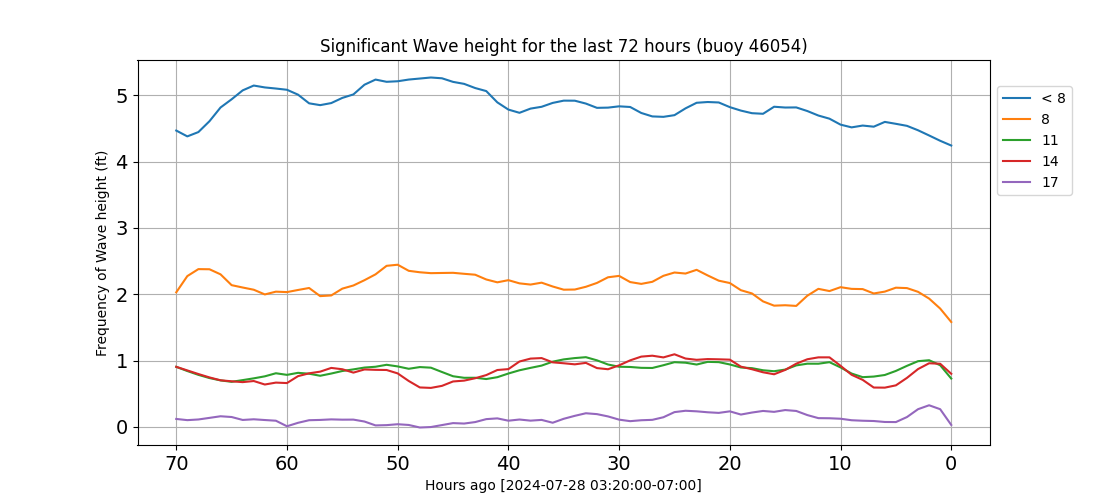 Significant Wave height for the last 72 hours (buoy 46054)
Frequency of Wave height (ft)
5
4
3
2
1
0
70 60 50 40 30 20 10 0
Hours ago [2024-07-28 03:20:00-07:00]
< 8
8
11
14
17